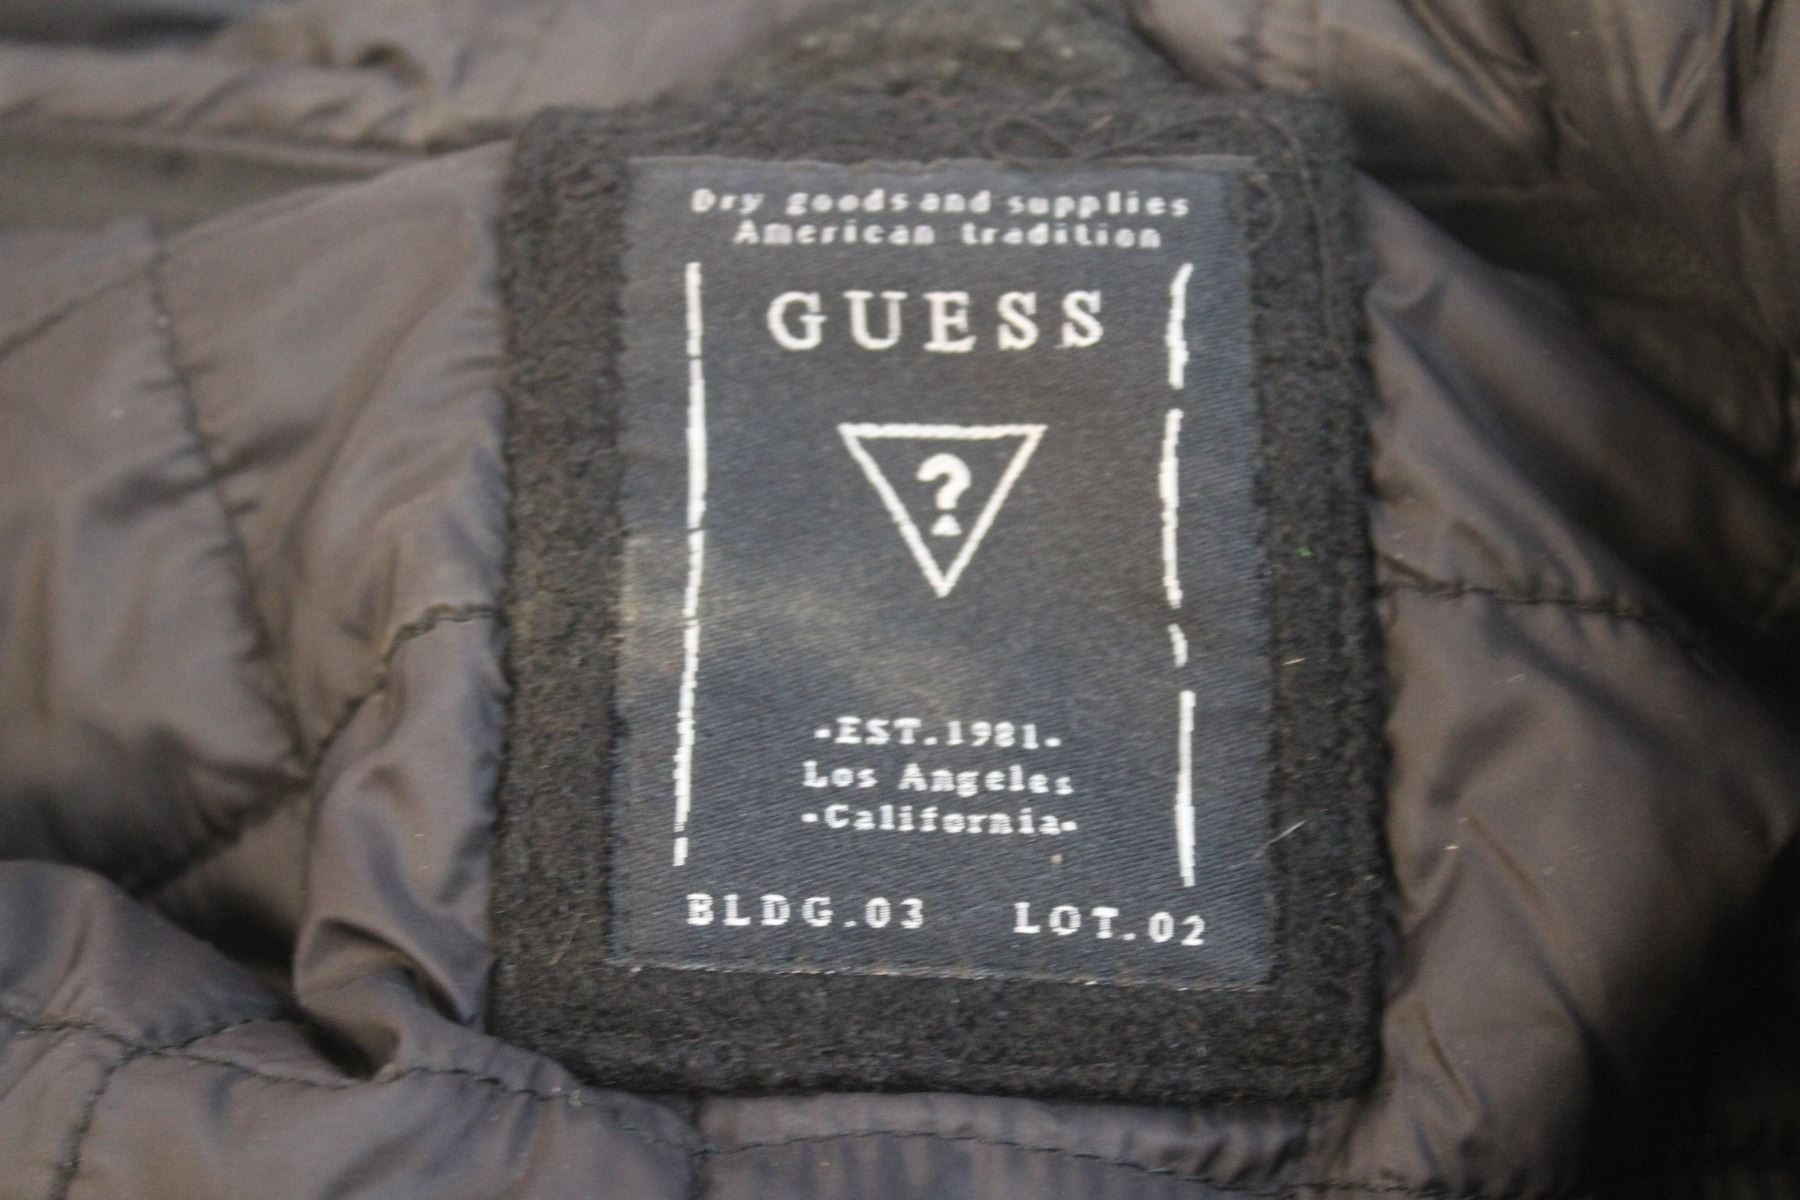 Dry goods and supplies
American tradition
GUESS
?
·EST.1981·
Los Angeles
·California·
BLDG.03 LOT.02